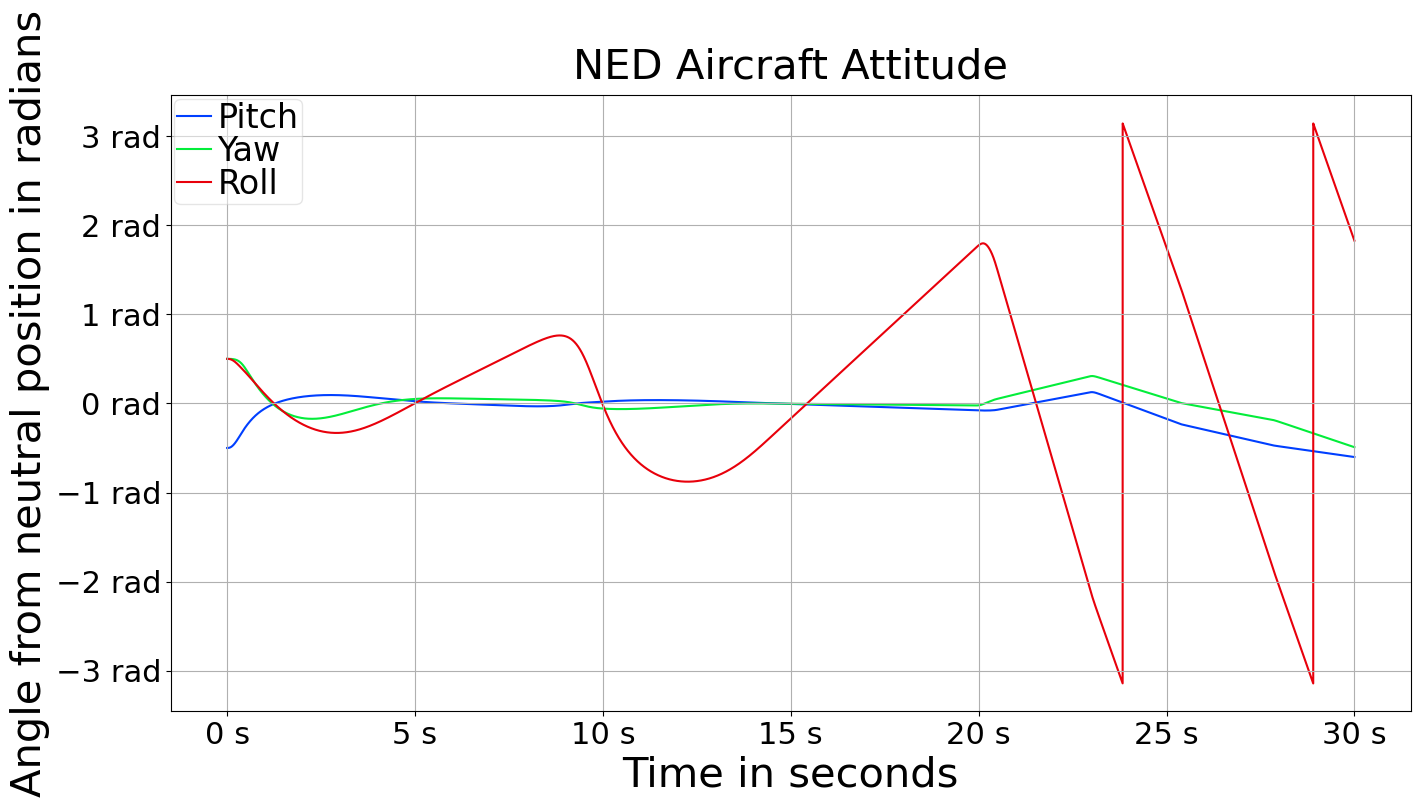 NED Aircraft Attitude
Angle from neutral position in radians
Pitch
Yaw
Roll
3 rad
2 rad
1 rad
0 rad
−1 rad
−2 rad
−3 rad
0 s
5 s
10 s
15 s
20 s
25 s
30 s
Time in seconds